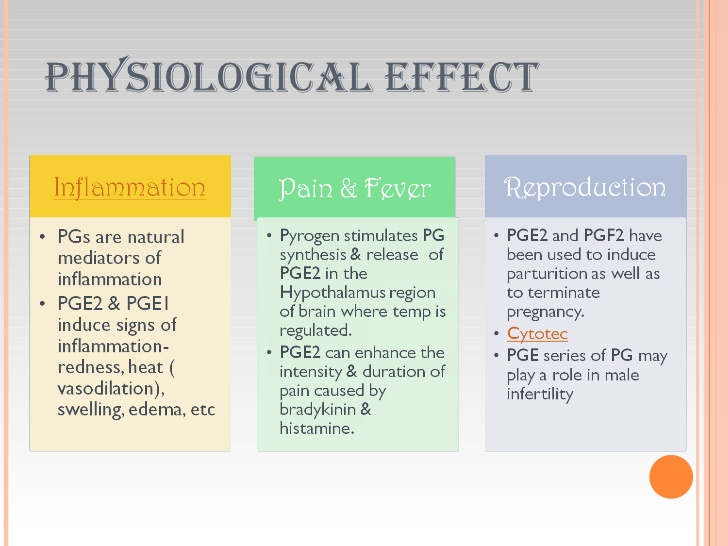 PHYSIOLOGICAL EFFECT
Inflammation
• PGs are natural
mediators of
inflammation
• PGE2 & PGE1
induce signs of
inflammation-
redness, heat (
vasodilation),
swelling, edema, etc
Pain & Fever
• Pyrogen stimulates PG
synthesis & release of
PGE2 in the
Hypothalamus region
of brain where temp is
regulated.
• PGE2 can enhance the
intensity & duration of
pain caused by
bradykinin &
histamine.
Reproduction
• PGE2 and PGF2 have
been used to induce
parturition as well as
to terminate
pregnancy.
• Cytotec
• PGE series of PG may
play a role in male
infertility